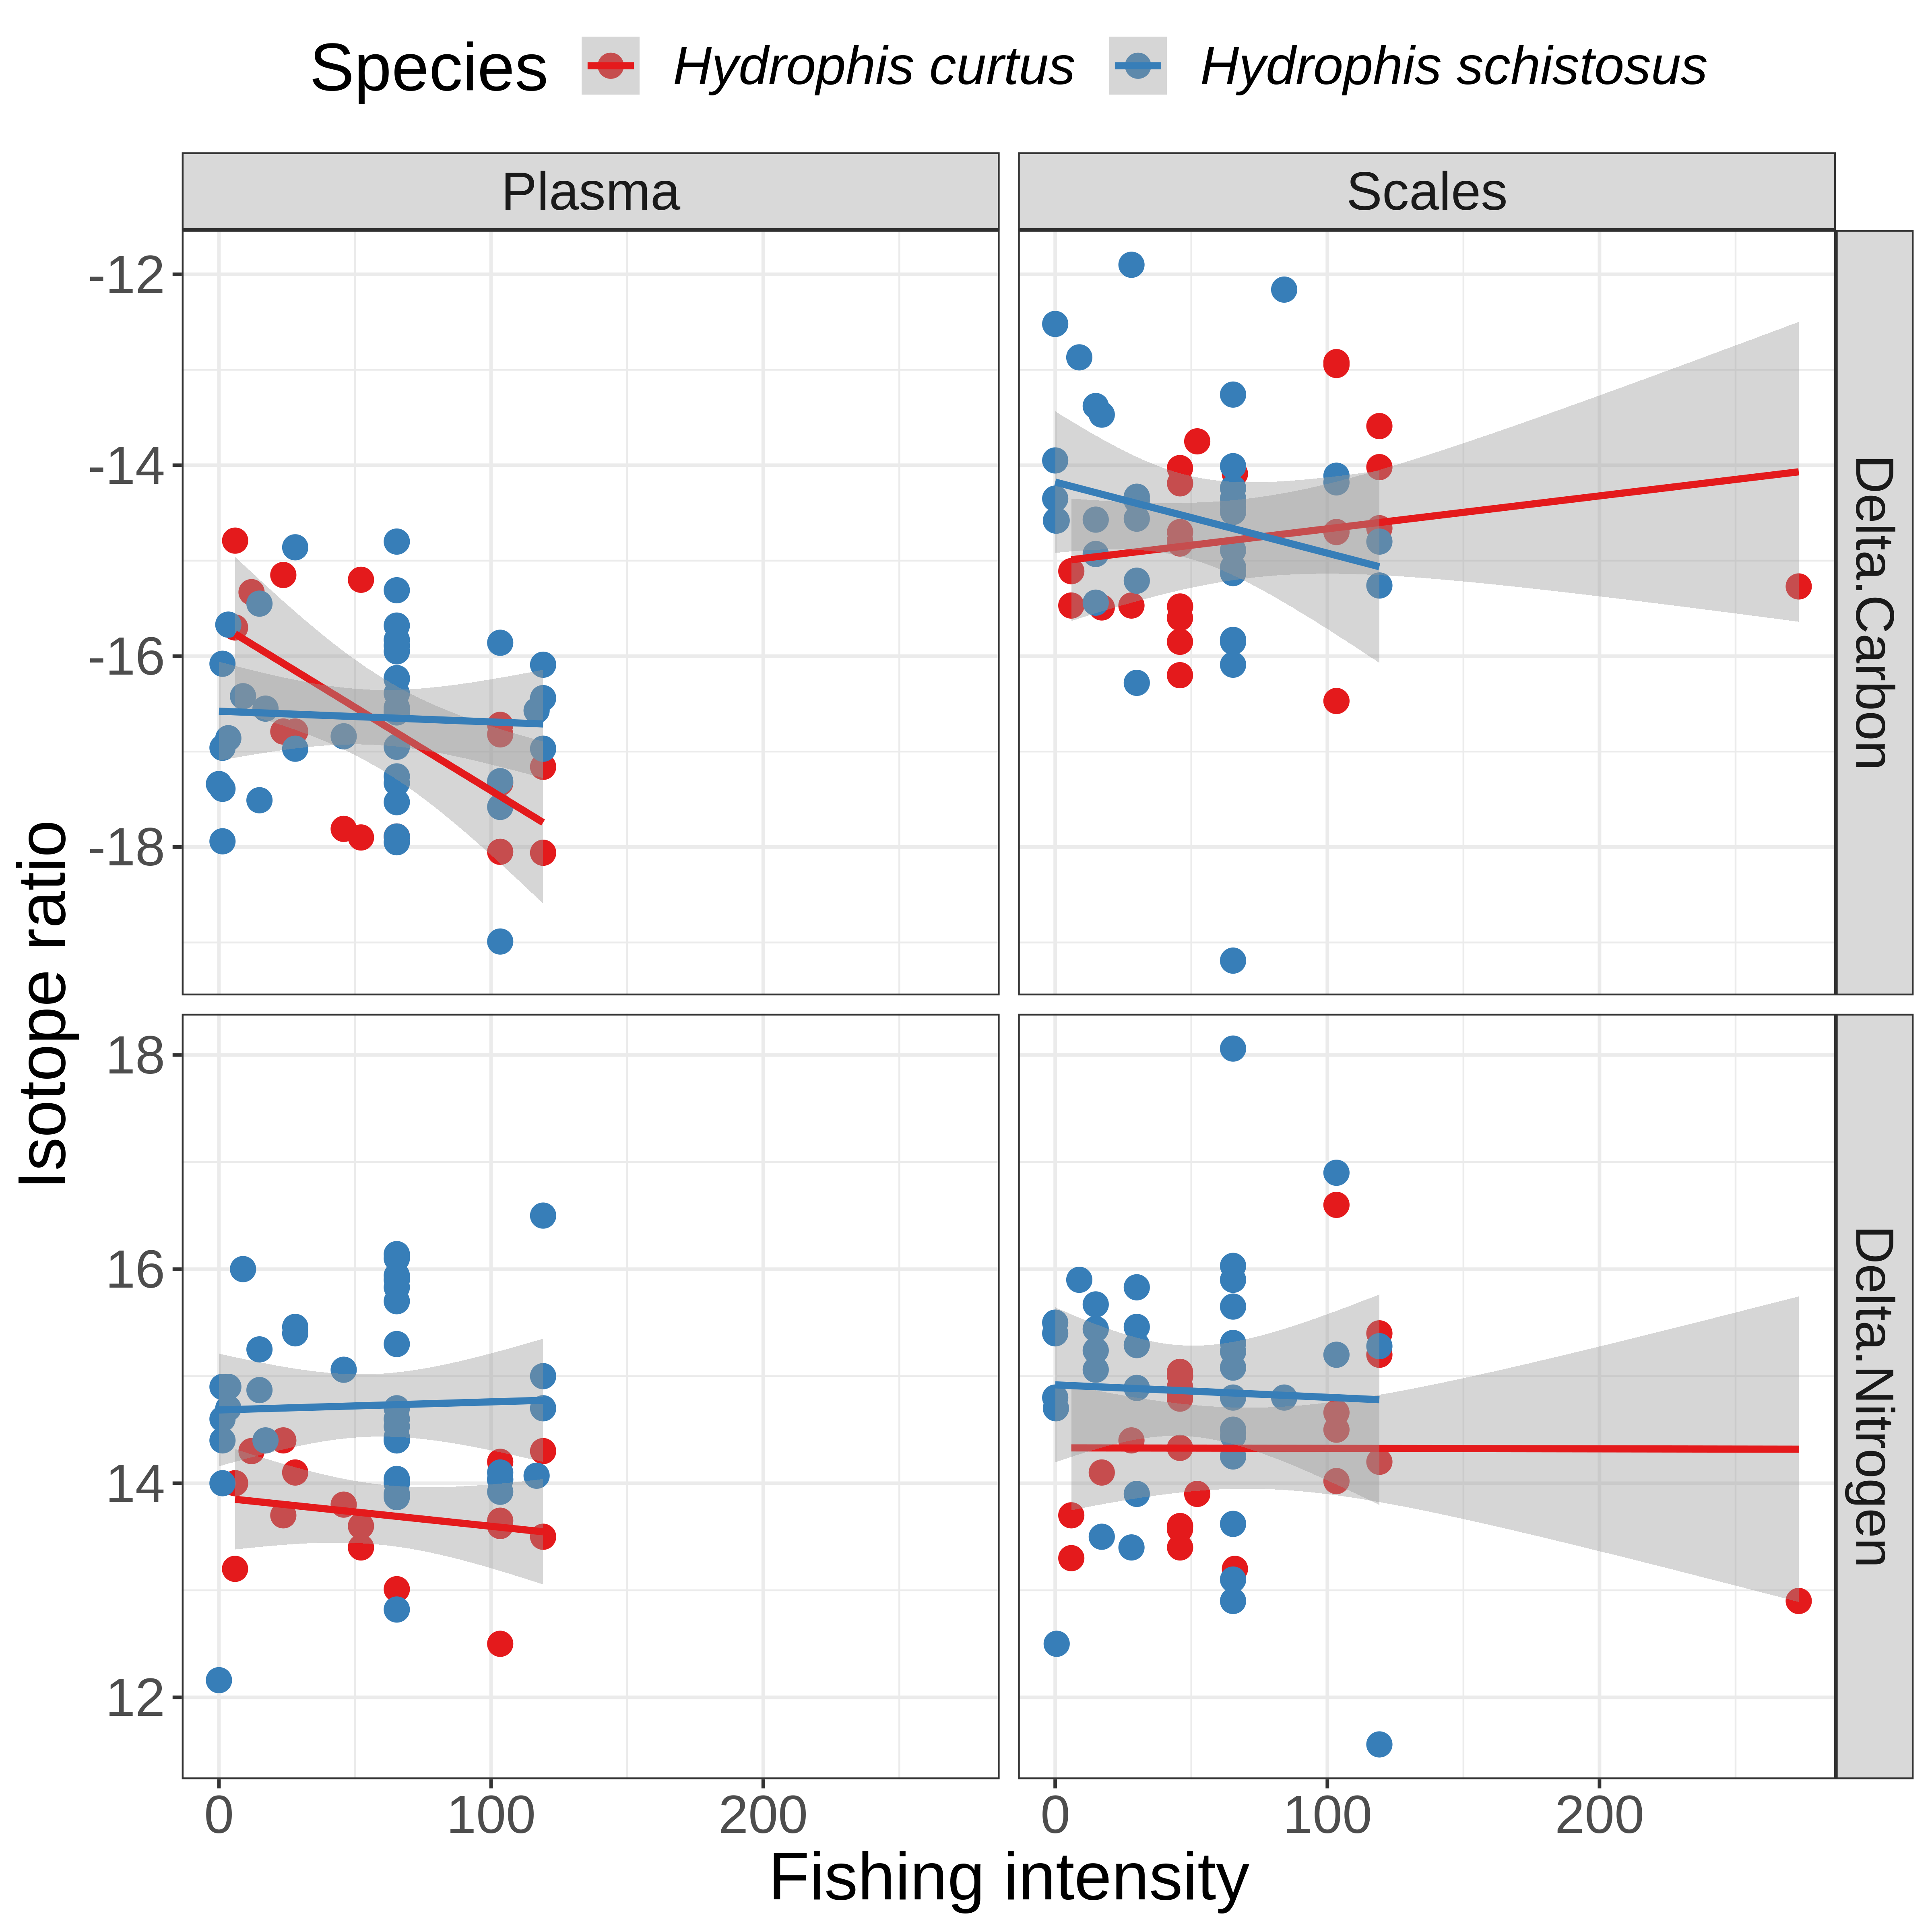 Species Hydrophis curtus Hydrophis schistosus
Plasma Scales
-12
-14
-16
-18
Delta.Carbon
Isotope ratio
18
16
14
12
Delta.Nitrogen
0 100 200 0 100 200
Fishing intensity